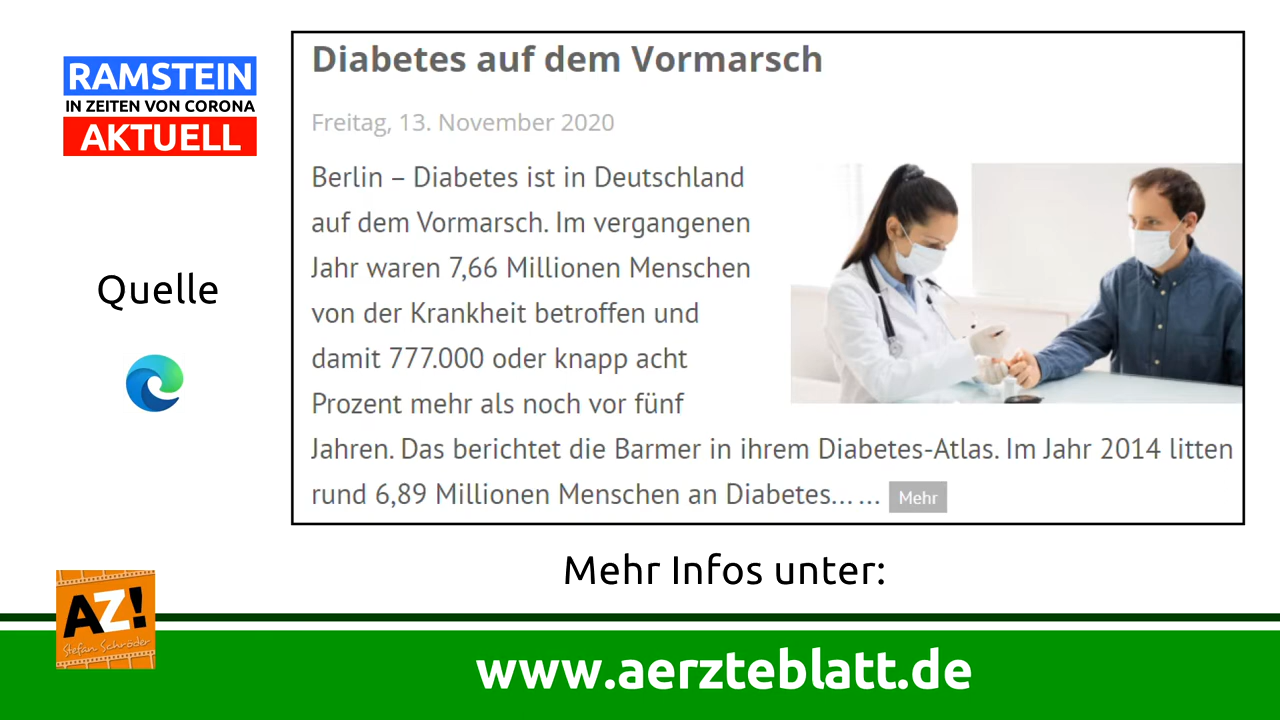 RAMSTEIN
IN ZEITEN VON CORONA
AKTUELL
Quelle
Diabetes auf dem Vormarsch
Freitag, 13. November 2020
Berlin – Diabetes ist in Deutschland
auf dem Vormarsch. Im vergangenen
Jahr waren 7,66 Millionen Menschen
von der Krankheit betroffen und
damit 777.000 oder knapp acht
Prozent mehr als noch vor fünf
Jahren. Das berichtet die Barmer in ihrem Diabetes-Atlas. Im Jahr 2014 litten
rund 6,89 Millionen Menschen an Diabetes... ... Mehr
Mehr Infos unter:
AZ!
Stefan Schröder
www.aerzteblatt.de